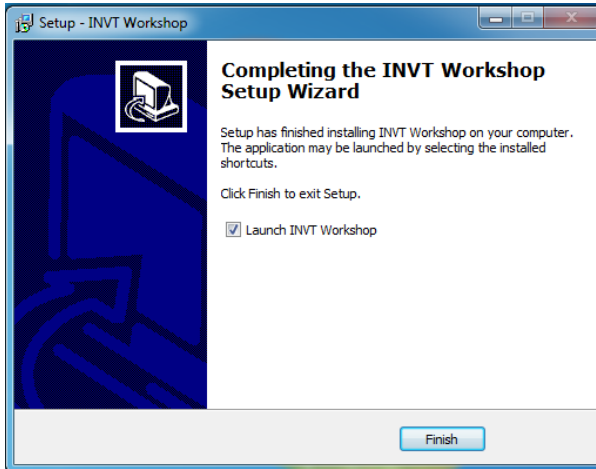 Setup - INVT Workshop
Completing the INVT Workshop
Setup Wizard
Setup has finished installing INVT Workshop on your computer.
The application may be launched by selecting the installed
shortcuts.
Click Finish to exit Setup.
Launch INVT Workshop
Finish